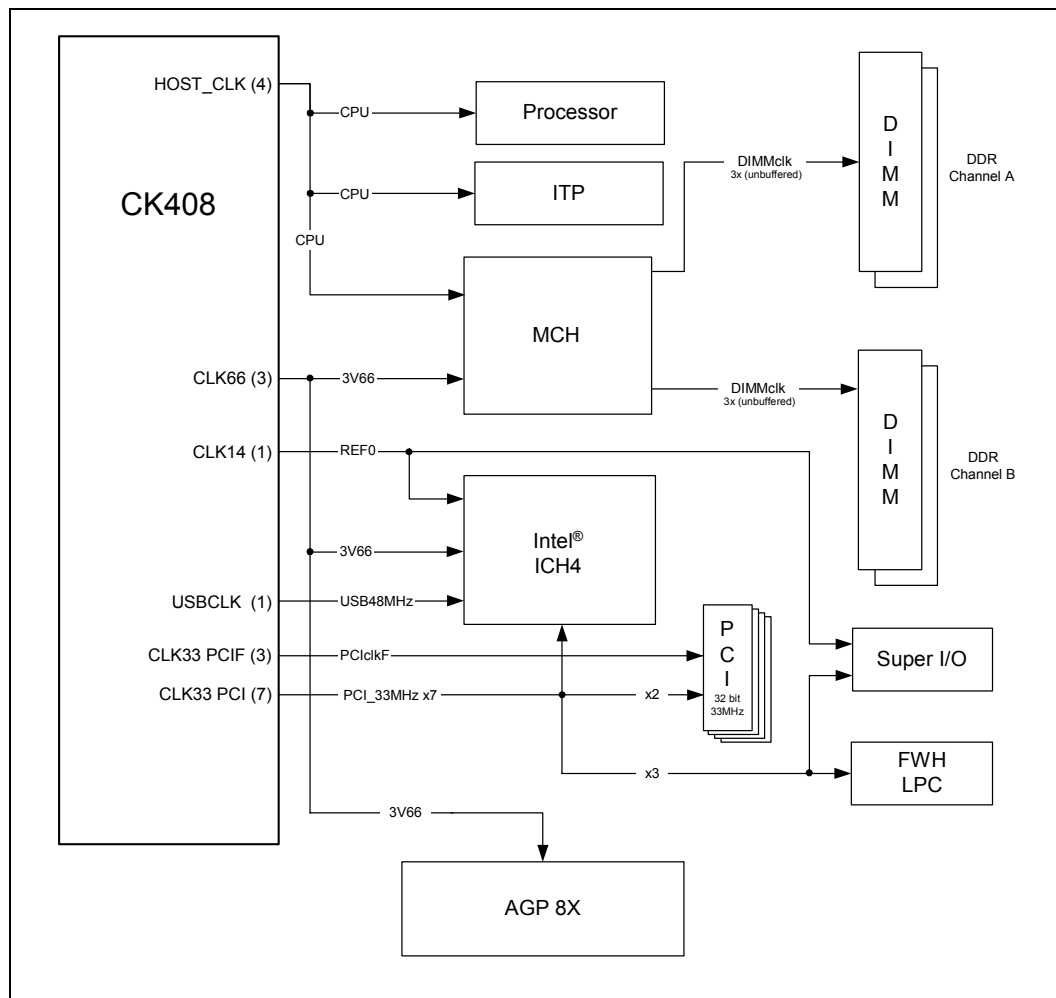 CK408
HOST_CLK (4)
CPU
Processor
CPU
ITP
CPU
MCH
DIMMclk
3x (unbuffered)
D
I
M
M
DDR
Channel A
CLK66 (3)
3V66
DIMMclk
3x (unbuffered)
D
I
M
M
DDR
Channel B
CLK14 (1)
REF0
Intel®
ICH4
3V66
USBCLK (1)
USB48MHz
CLK33 PCIF (3)
PCIclkF
CLK33 PCI (7)
PCI_33MHz x7
x2
P
C
I
32 bit
33MHz
Super I/O
x3
FWH
LPC
3V66
AGP 8X